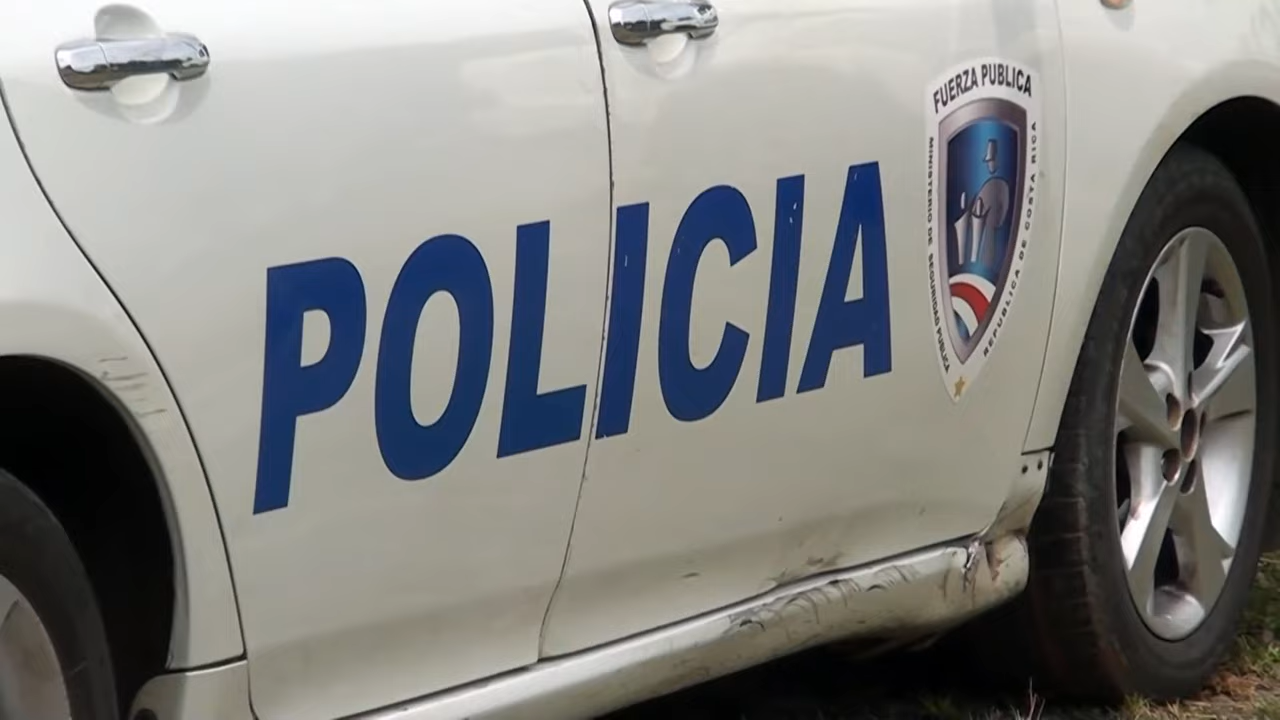 POLICIA
FUERZA PUBLICA
MINISTERIO DE SEGURIDAD PUBLICA
REPUBLICA DE COSTA RICA